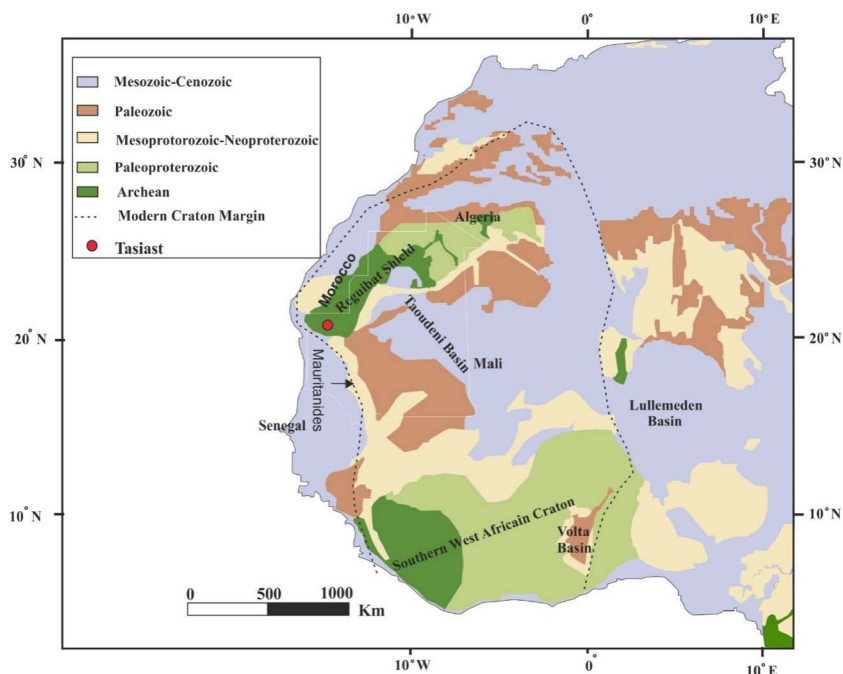 10°W
0°
10°E
Mesozoic-Cenozoic
Paleozoic
Mesoprotorozoic-Neoproterozoic
Paleoproterozoic
Archean
Modern Craton Margin
Tasiast
30°N
30°N
Algeria
Morocco
Reguibat Shield
20°N
20°N
Taoudeni Basin
Mali
Mauritanides
Senegal
Lullemeden
Basin
10°N
10°N
Southern West Africain Craton
Volta
Basin
0
500
1000
Km
10°W
0°
10°E